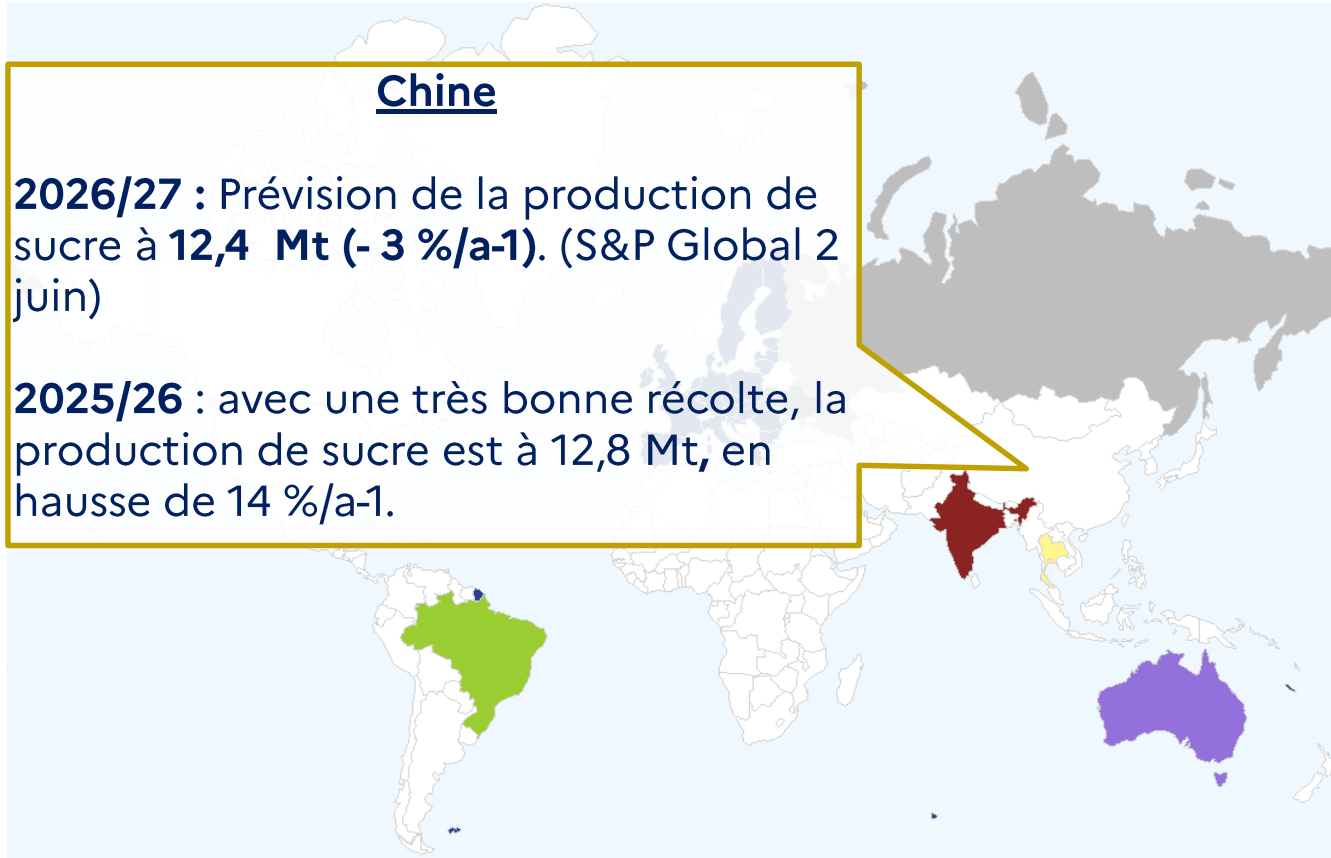 Chine
2026/27 : Prévision de la production de
sucre à 12,4 Mt (- 3 %/a-1). (S&P Global 2
juin)
2025/26 : avec une très bonne récolte, la
production de sucre est à 12,8 Mt, en
hausse de 14 %/a-1.